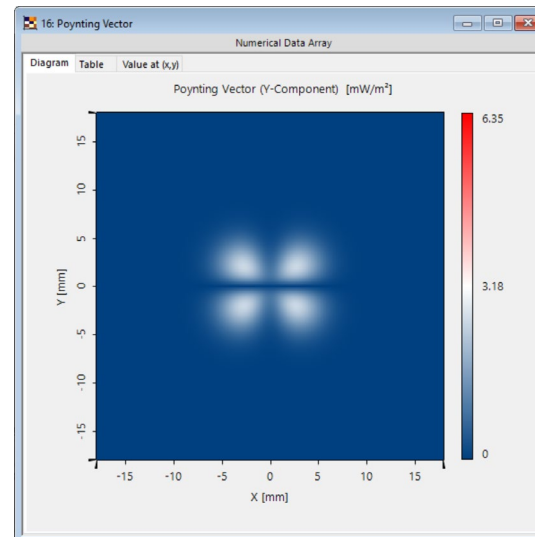 16: Poynting Vector
Numerical Data Array
Diagram Table Value at (x,y)
Poynting Vector (Y-Component) [mW/m²]
6.35
3.18
0
Y [mm]
15
10
5
0
-5
-10
-15
-15 -10 -5 0 5 10 15
X [mm]